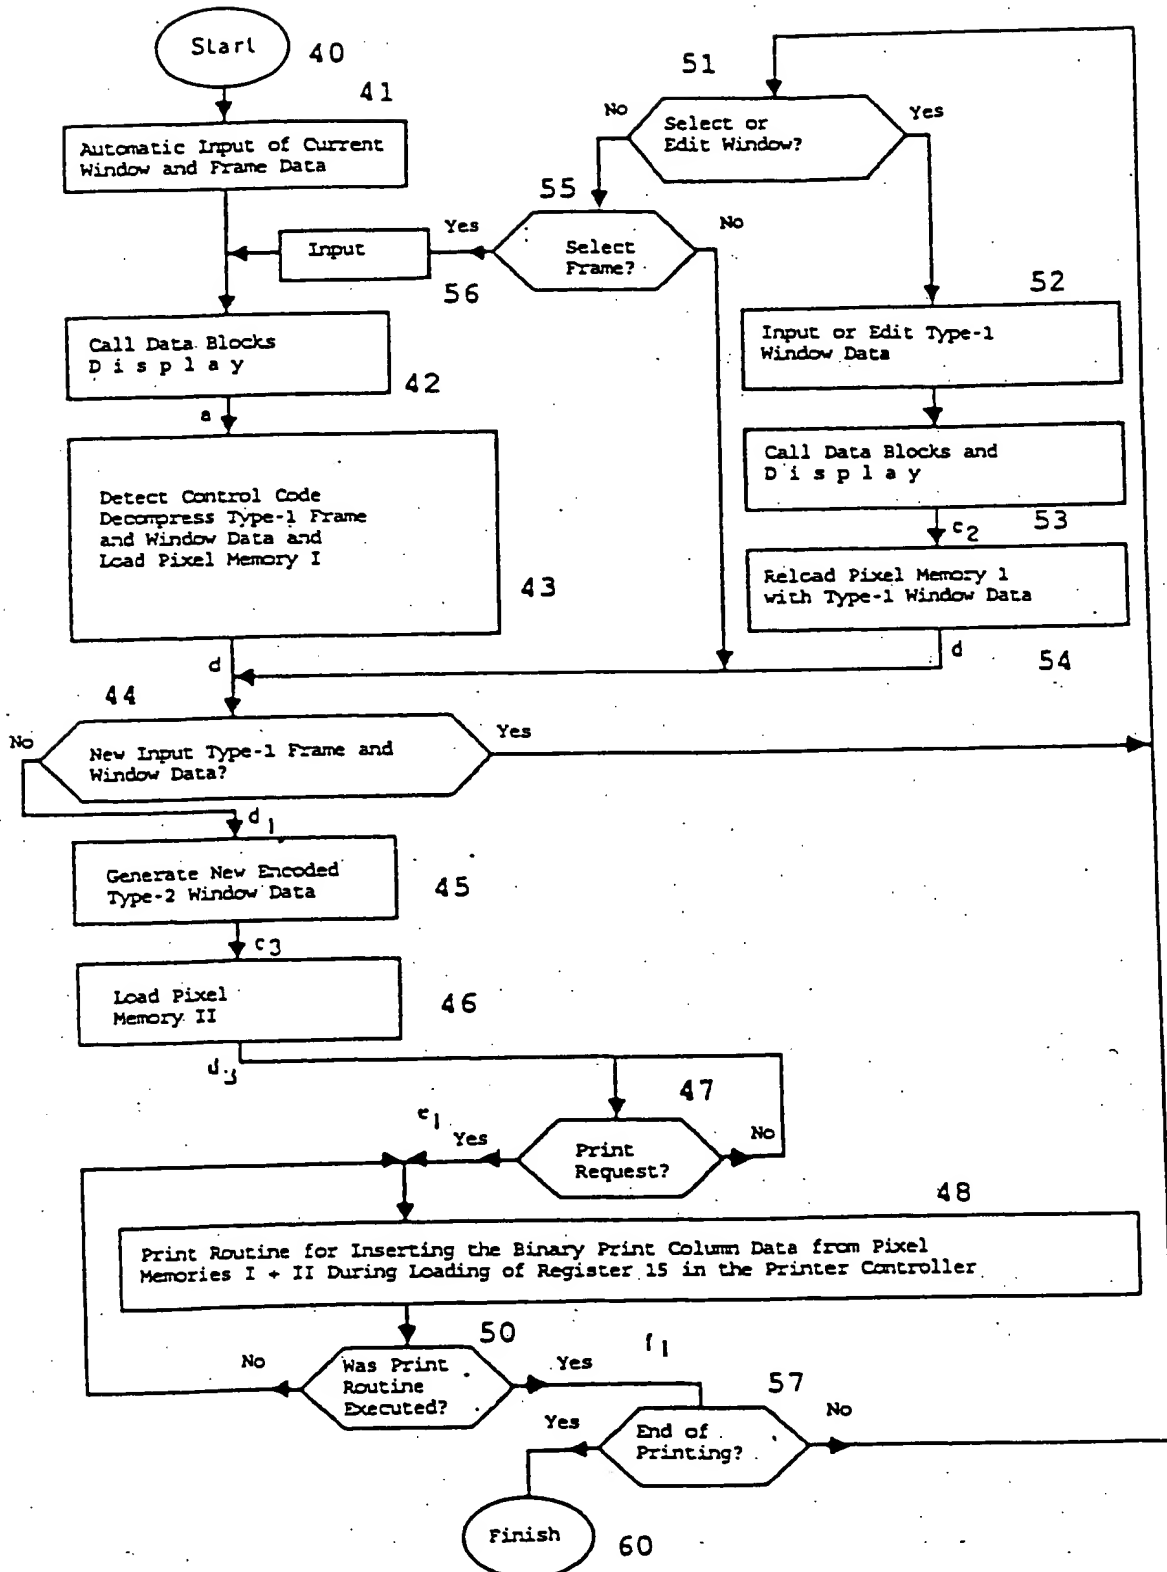 Start
40
41
Automatic Input of Current
Window and Frame Data
51
Select or
Edit Window?
No
Yes
55
Select
Frame?
Yes
No
Input
56
Call Data Blocks
D i s p l a y
42
a
52
Input or Edit Type-1
Window Data
Call Data Blocks and
D i s p l a y
53
c2
Reload Pixel Memory 1
with Type-1 Window Data
54
d
Detect Control Code
Decompress Type-1 Frame
and Window Data and
Load Pixel Memory I
43
d
44
New Input Type-1 Frame and
Window Data?
No
Yes
d1
Generate New Encoded
Type-2 Window Data
45
c3
Load Pixel
Memory II
46
d3
47
Print
Request?
e1
Yes
No
48
Print Routine for Inserting the Binary Print Column Data from Pixel
Memories I + II During Loading of Register 15 in the Printer Controller
50
Was Print
Routine
Executed?
No
Yes
f1
57
End of
Printing?
Yes
No
Finish
60